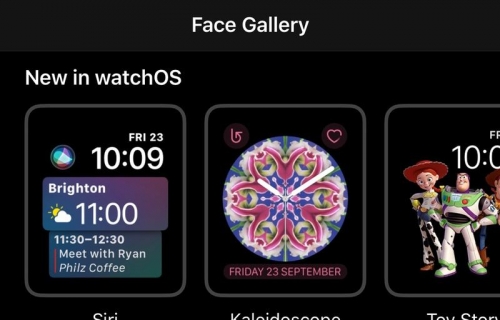 Face Gallery
New in watchOS
FRI 23
10:09
Brighton
11:00
11:30–12:30
Meet with Ryan
Philz Coffee
FRIDAY 23 SEPTEMBER
10:0
Siri
Kaleidoscope
Toy Story